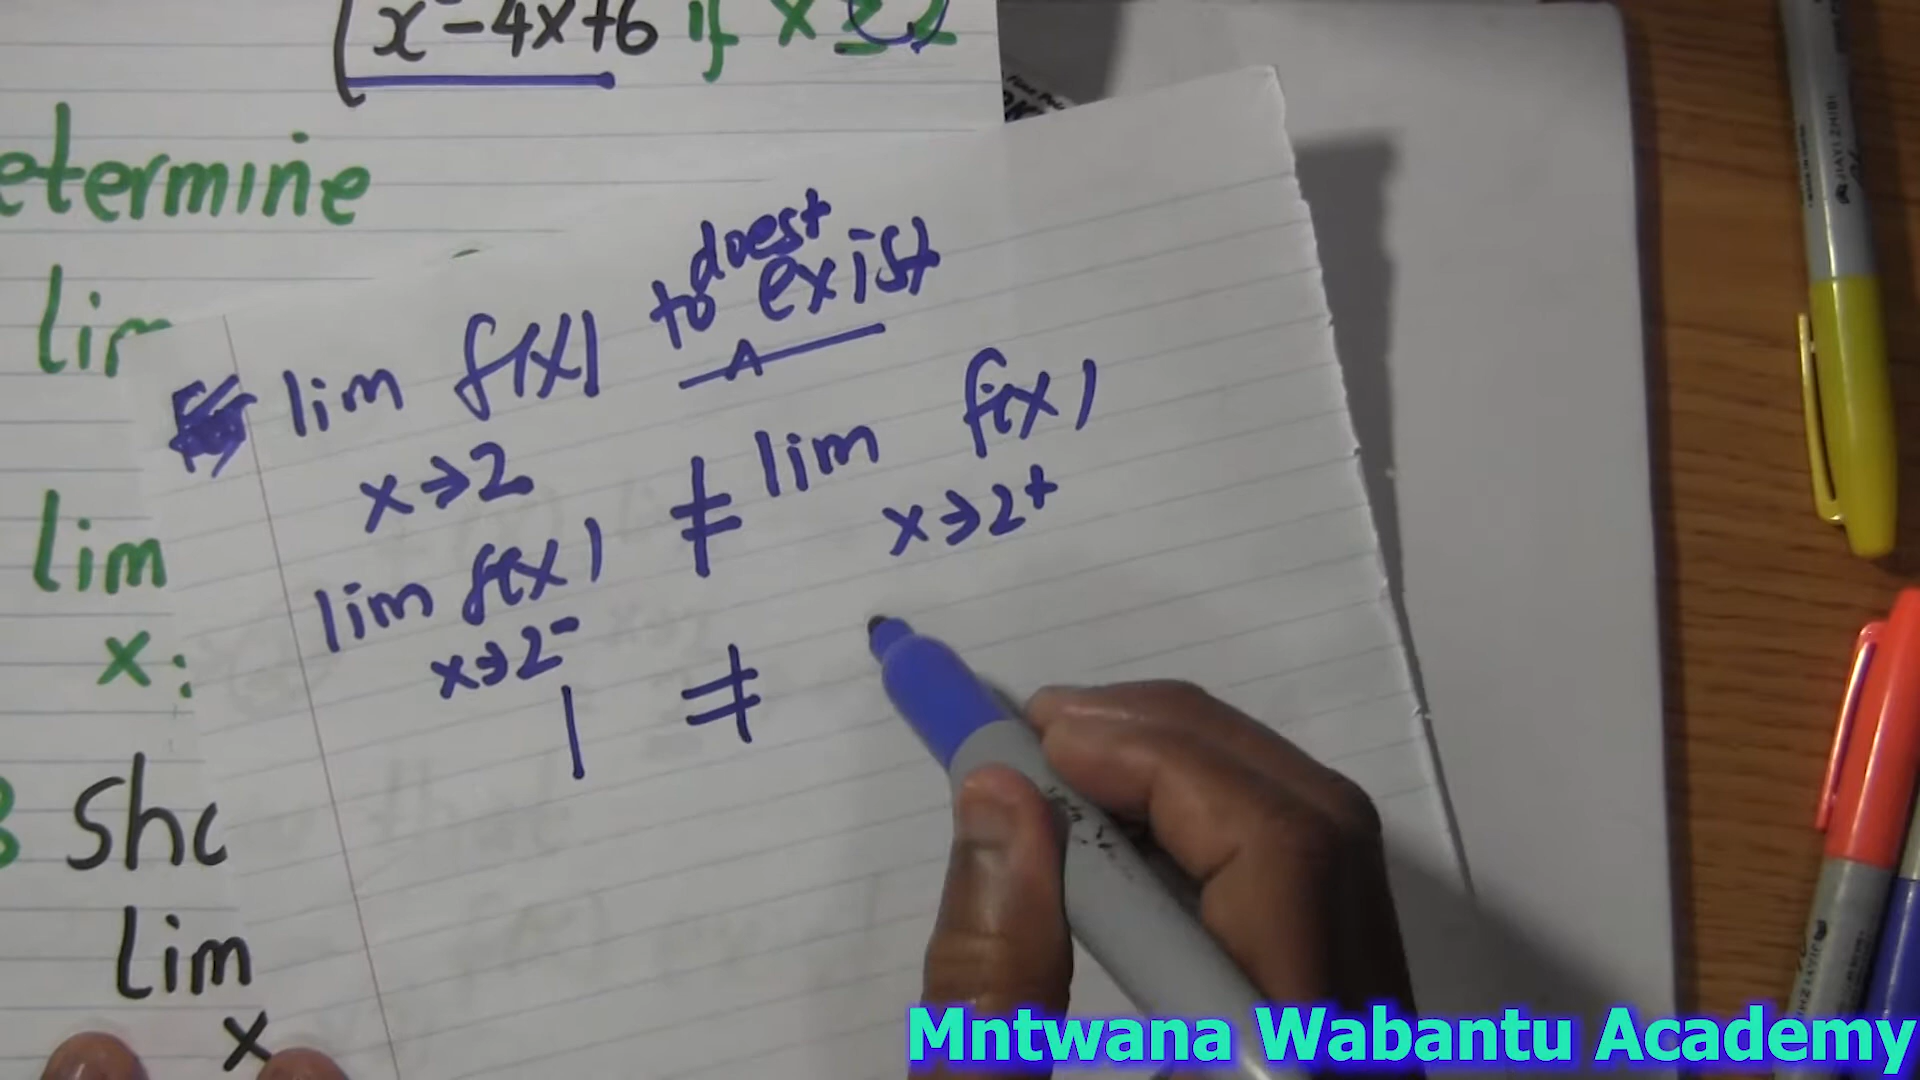 x²-4x+6 if x ≥ 2
etermine
lim
doest
lim f(x) to exist
x→2
≠ lim f(x)
x→2+
lim f(x)
x→2-
lim
x:
1 ≠
Sho
Lim
x
Mntwana Wabantu Academy